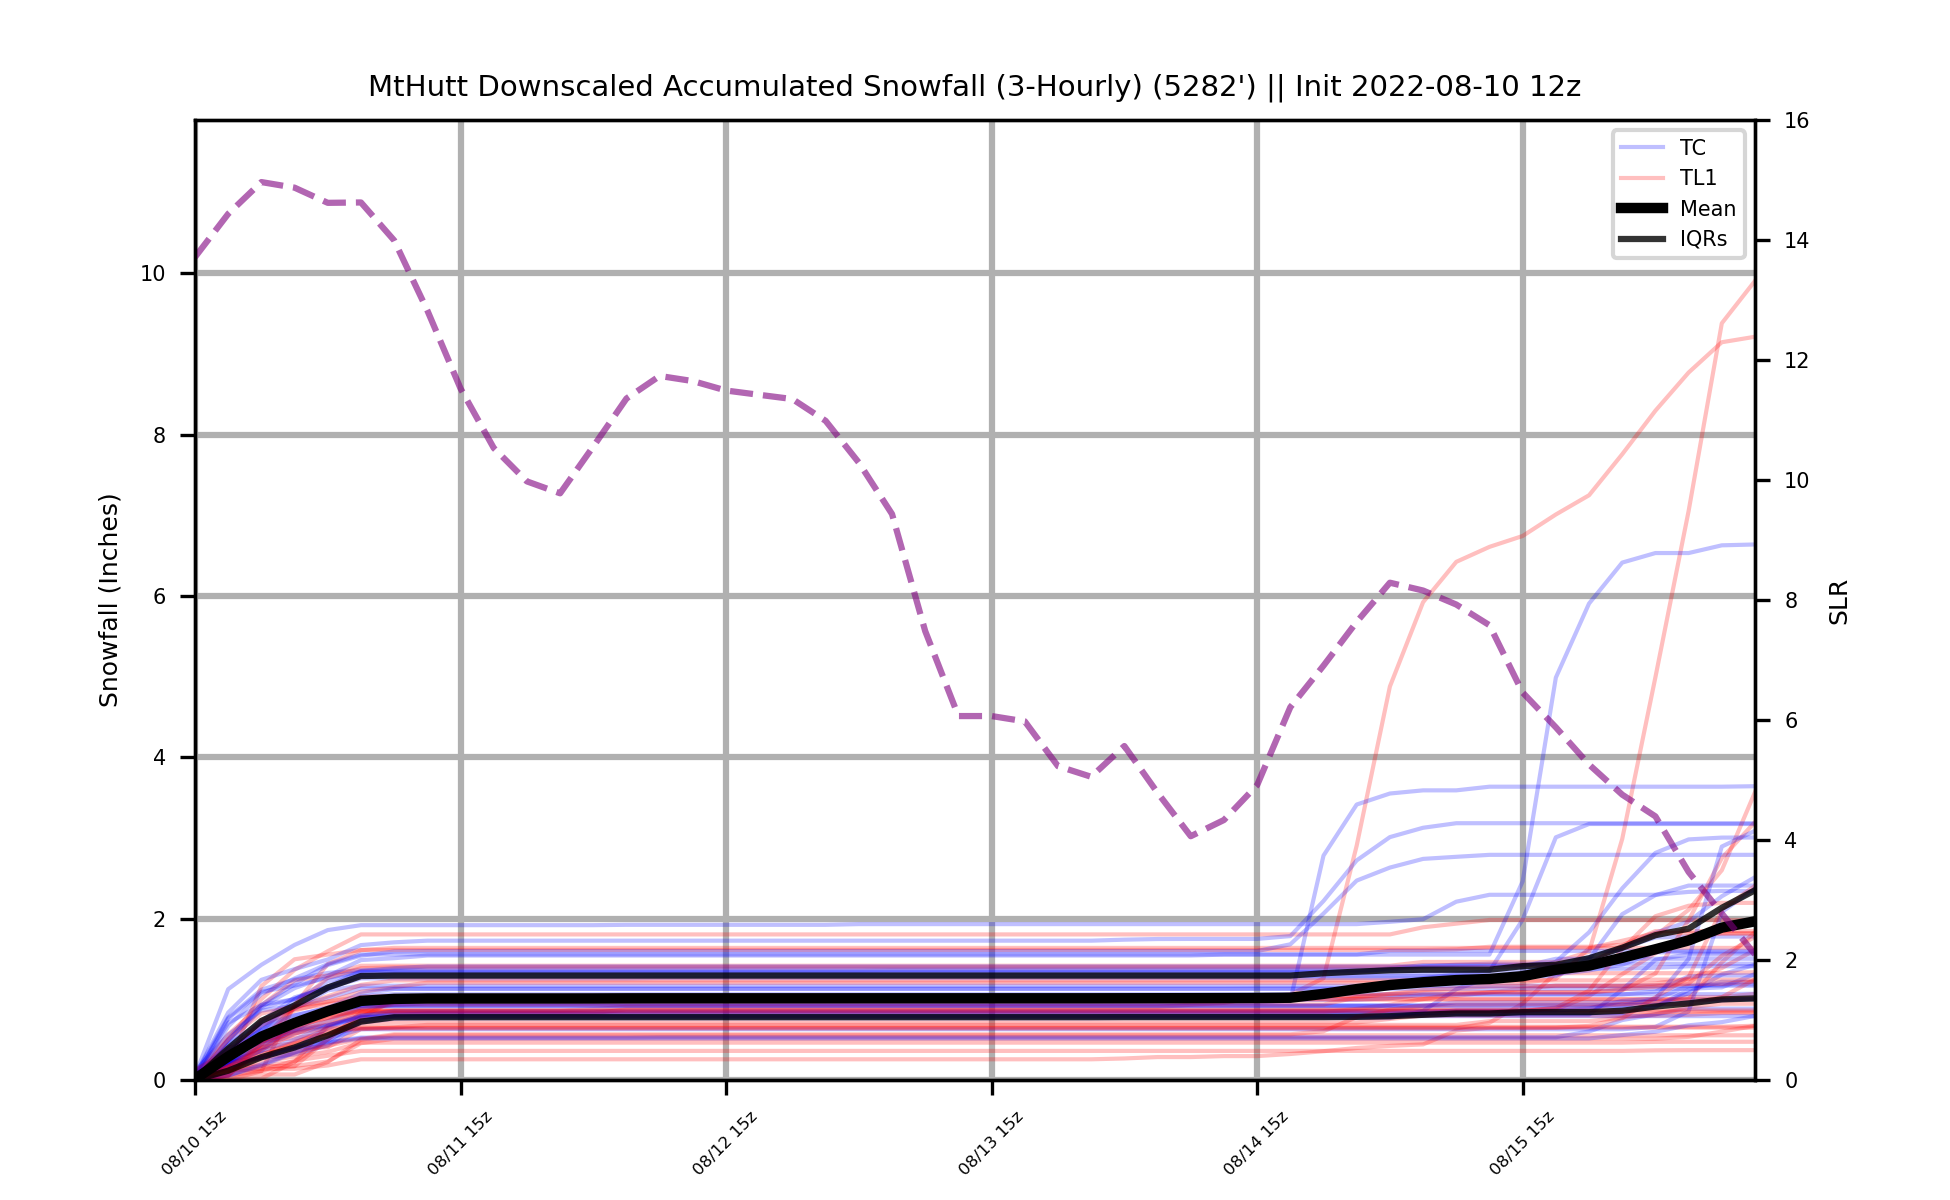 MtHutt Downscaled Accumulated Snowfall (3-Hourly) (5282') || Init 2022-08-10 12z
TC
TL1
Mean
IQRs
Snowfall (Inches)
10
8
6
4
2
0
SLR
16
14
12
10
8
6
4
2
0
08/10 15z
08/11 15z
08/12 15z
08/13 15z
08/14 15z
08/15 15z